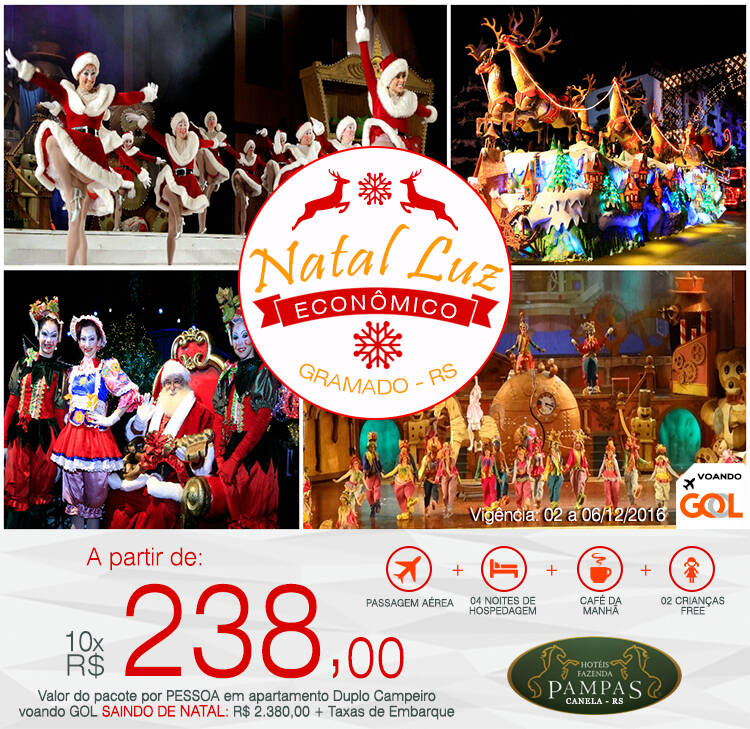 Natal Luz
ECONÔMICO
GRAMADO - RS
Vigência: 02 a 06/12/2016
VOANDO
GOL
A partir de:
10x
R$ 238,00
PASSAGEM AÉREA + 04 NOITES DE HOSPEDAGEM + CAFÉ DA MANHÃ + 02 CRIANÇAS FREE
Valor do pacote por PESSOA em apartamento Duplo Campeiro
voando GOL SAINDO DE NATAL: R$ 2.380,00 + Taxas de Embarque
HOTÉIS
FAZENDA
PAMPAS
CANELA - RS